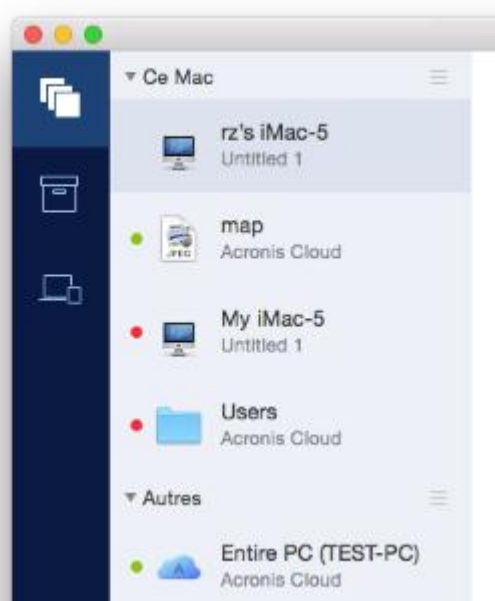 Ce Mac
rz's iMac-5
Untitled 1
map
Acronis Cloud
JPEG
My iMac-5
Untitled 1
Users
Acronis Cloud
Autres
Entire PC (TEST-PC)
Acronis Cloud